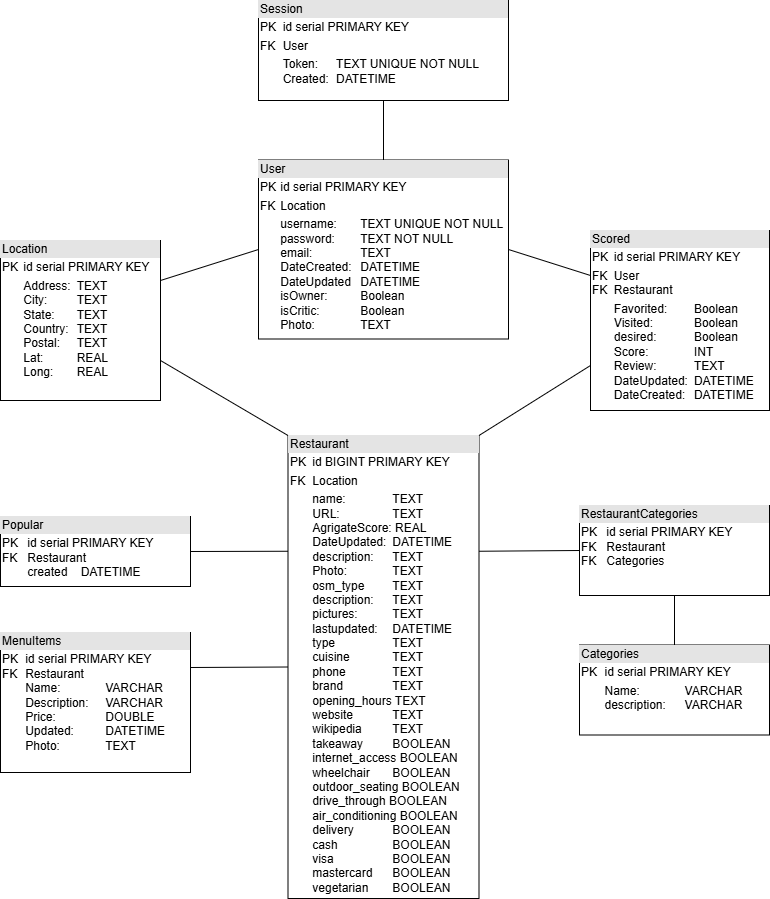 Session
PK id serial PRIMARY KEY
FK User
Token: TEXT UNIQUE NOT NULL
Created: DATETIME
User
PK id serial PRIMARY KEY
FK Location
username: TEXT UNIQUE NOT NULL
password: TEXT NOT NULL
email: TEXT
DateCreated: DATETIME
DateUpdated DATETIME
isOwner: Boolean
isCritic: Boolean
Photo: TEXT
Location
PK id serial PRIMARY KEY
Address: TEXT
City: TEXT
State: TEXT
Country: TEXT
Postal: TEXT
Lat: REAL
Long: REAL
Scored
PK id serial PRIMARY KEY
FK User
FK Restaurant
Favorited: Boolean
Visited: Boolean
desired: Boolean
Score: INT
Review: TEXT
DateUpdated: DATETIME
DateCreated: DATETIME
Restaurant
PK id BIGINT PRIMARY KEY
FK Location
name: TEXT
URL: TEXT
AgrigateScore: REAL
DateUpdated: DATETIME
description: TEXT
Photo: TEXT
osm_type TEXT
description: TEXT
pictures: TEXT
lastupdated: DATETIME
type TEXT
cuisine TEXT
phone TEXT
brand TEXT
opening_hours TEXT
website TEXT
wikipedia TEXT
takeaway BOOLEAN
internet_access BOOLEAN
wheelchair BOOLEAN
outdoor_seating BOOLEAN
drive_through BOOLEAN
air_conditioning BOOLEAN
delivery BOOLEAN
cash BOOLEAN
visa BOOLEAN
mastercard BOOLEAN
vegetarian BOOLEAN
Popular
PK id serial PRIMARY KEY
FK Restaurant
created DATETIME
MenuItems
PK id serial PRIMARY KEY
FK Restaurant
Name: VARCHAR
Description: VARCHAR
Price: DOUBLE
Updated: DATETIME
Photo: TEXT
RestaurantCategories
PK id serial PRIMARY KEY
FK Restaurant
FK Categories
Categories
PK id serial PRIMARY KEY
Name: VARCHAR
description: VARCHAR